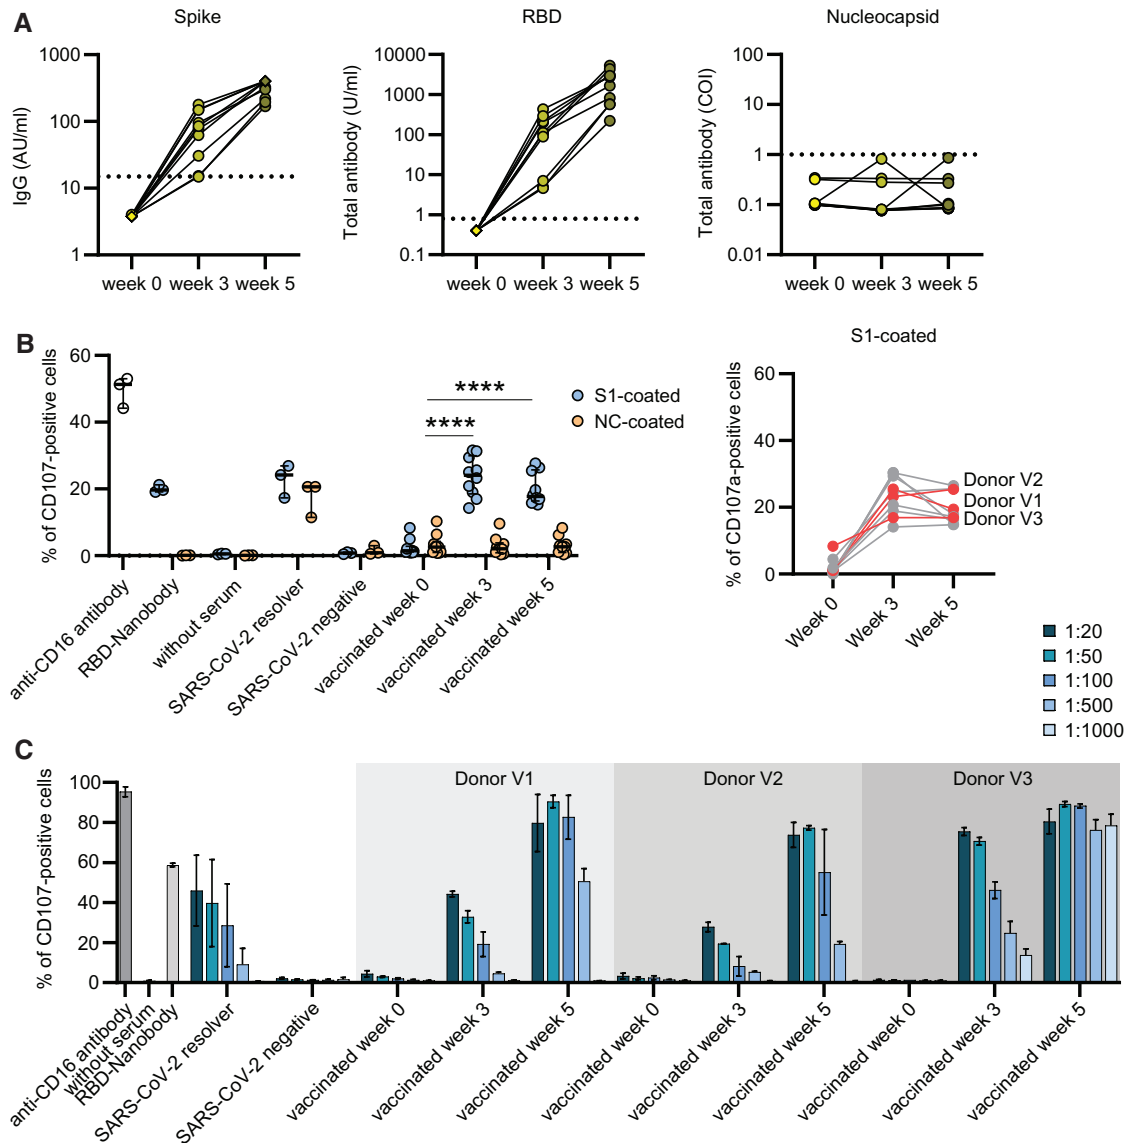 A
Spike
RBD
Nucleocapsid
IgG (AU/ml)
1000
100
10
1
week 0 week 3 week 5
Total antibody (U/ml)
10000
1000
100
10
1
0.1
week 0 week 3 week 5
Total antibody (COI)
100
10
1
0.1
0.01
week 0 week 3 week 5
B
% of CD107-positive cells
60
40
20
0
****
****
S1-coated
NC-coated
anti-CD16 antibody
RBD-Nanobody
without serum
SARS-CoV-2 resolver
SARS-CoV-2 negative
vaccinated week 0
vaccinated week 3
vaccinated week 5
S1-coated
% of CD107a-positive cells
60
40
20
0
Donor V2
Donor V1
Donor V3
Week 0
Week 3
Week 5
1:20
1:50
1:100
1:500
1:1000
C
% of CD107-positive cells
100
80
60
40
20
0
Donor V1
Donor V2
Donor V3
anti-CD16 antibody
without serum
RBD-Nanobody
SARS-CoV-2 resolver
SARS-CoV-2 negative
vaccinated week 0
vaccinated week 3
vaccinated week 5
vaccinated week 0
vaccinated week 3
vaccinated week 5
vaccinated week 0
vaccinated week 3
vaccinated week 5